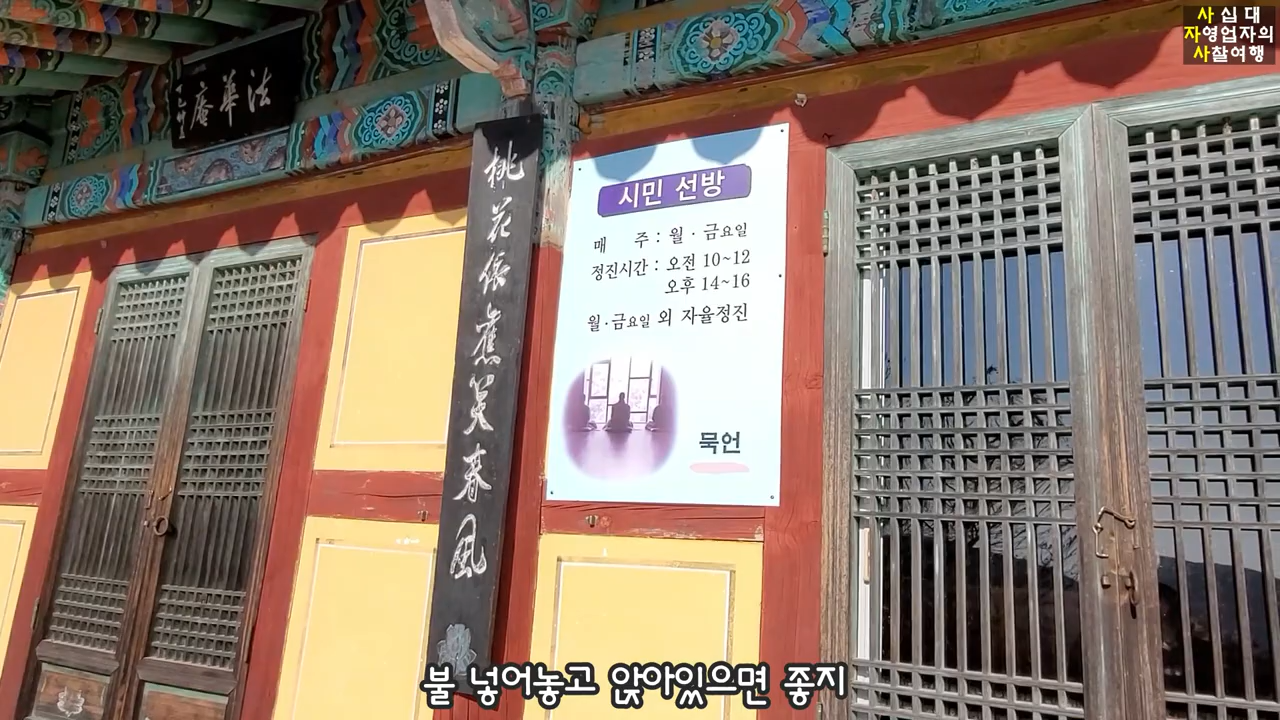 사 십 대
자영업자의
사찰여행
法華庵
桃花依舊笑春風
시민 선방
매 주 : 월 · 금요일
정진시간 : 오전 10~12
오후 14~16
월·금요일 외 자율정진
묵언
불 넣어놓고 앉아있으면 좋지